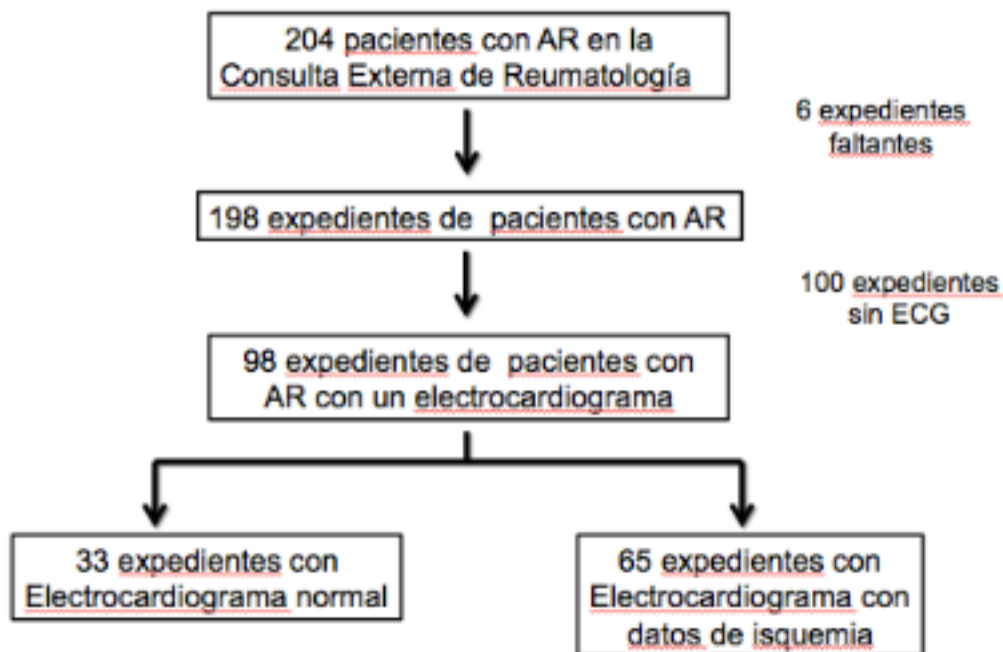 204 pacientes con AR en la
Consulta Externa de Reumatología
6 expedientes
faltantes
198 expedientes de pacientes con AR
100 expedientes
sin ECG
98 expedientes de pacientes con
AR con un electrocardiograma
33 expedientes con
Electrocardiograma normal
65 expedientes con
Electrocardiograma con
datos de isquemia